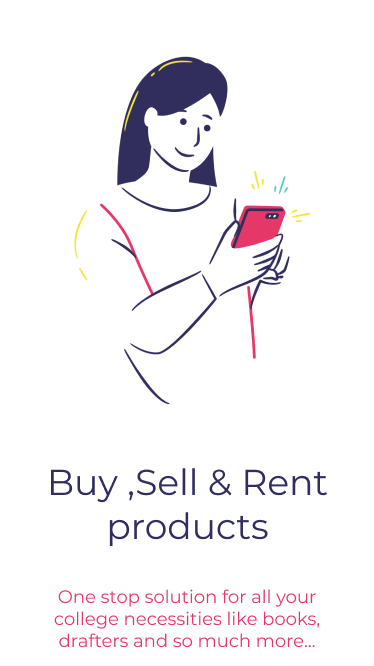 Buy ,Sell & Rent
products
One stop solution for all your
college necessities like books,
drafters and so much more...